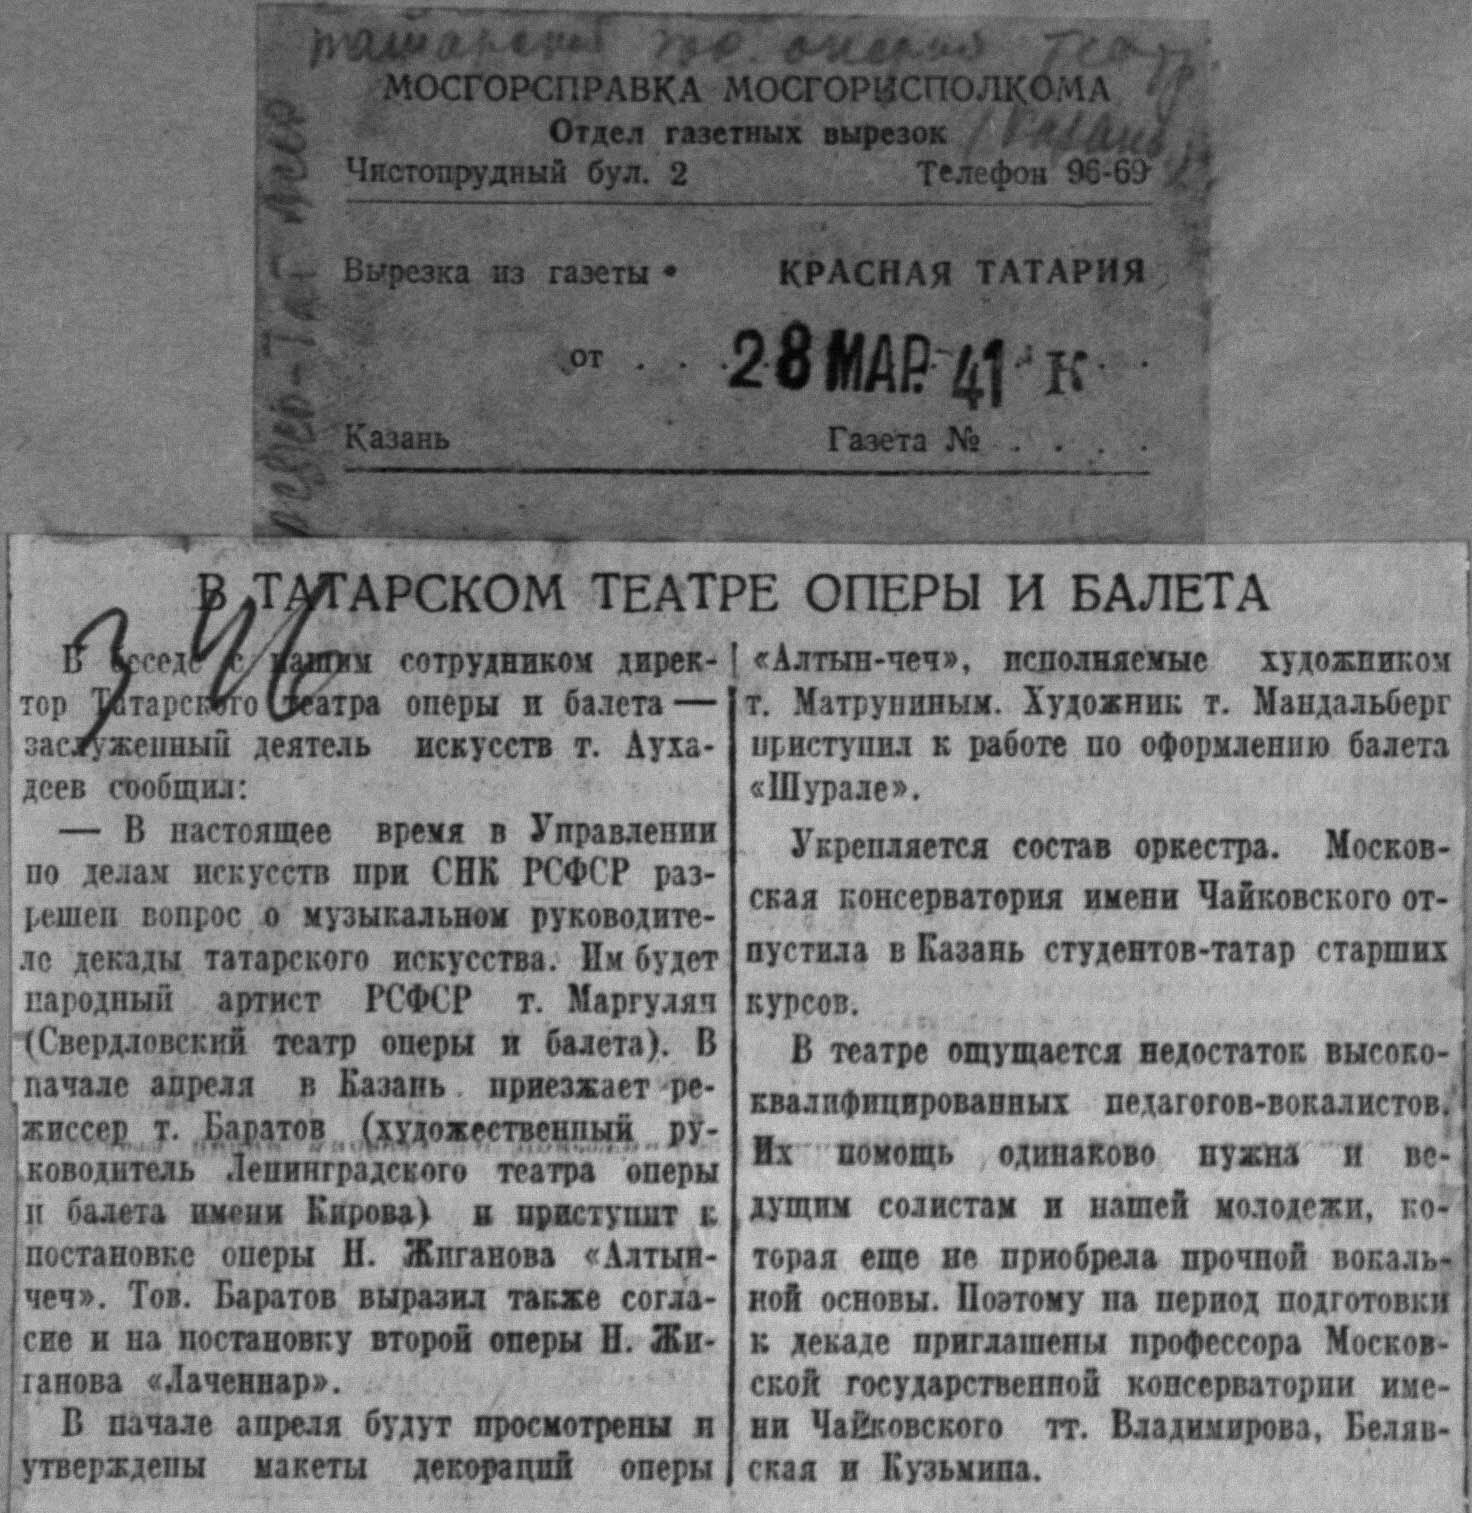 татарский гос. оперный театр.
МОСГОРСПРАВКА МОСГОРИСПОЛКОМА
Отдел газетных вырезок
/Казань/
Чистопрудный бул. 2 Телефон 96-69
Вырезка из газеты КРАСНАЯ ТАТАРИЯ
от . . 28 МАР. 41 К . .
Казань Газета № . . . .
В ТАТАРСКОМ ТЕАТРЕ ОПЕРЫ И БАЛЕТА
В беседе с нашим сотрудником дирек-
тор Татарского театра оперы и балета —
заслуженный деятель искусств т. Ауха-
деев сообщил:
— В настоящее время в Управлении
по делам искусств при СНК РСФСР раз-
решен вопрос о музыкальном руководите-
ле декады татарского искусства. Им будет
народный артист РСФСР т. Маргулян
(Свердловский театр оперы и балета). В
начале апреля в Казань приезжает ре-
жиссер т. Баратов (художественный ру-
ководитель Ленинградского театра оперы
и балета имени Кирова) и приступит к
постановке оперы Н. Жиганова «Алтын-
чеч». Тов. Баратов выразил также согла-
сие и на постановку второй оперы Н. Жи-
ганова «Лаченнар».
В начале апреля будут просмотрены и
утверждены макеты декораций оперы
«Алтын-чеч», исполняемые художником
т. Матруниным. Художник т. Мандальберг
приступил к работе по оформлению балета
«Шурале».
Укрепляется состав оркестра. Москов-
ская консерватория имени Чайковского от-
пустила в Казань студентов-татар старших
курсов.
В театре ощущается недостаток высоко-
квалифицированных педагогов-вокалистов.
Их помощь одинаково нужна и ве-
дущим солистам и нашей молодежи, ко-
торая еще не приобрела прочной вокаль-
ной основы. Поэтому на период подготовки
к декаде приглашены профессора Москов-
ской государственной консерватории име-
ни Чайковского тт. Владимирова, Беляв-
ская и Кузьмина.